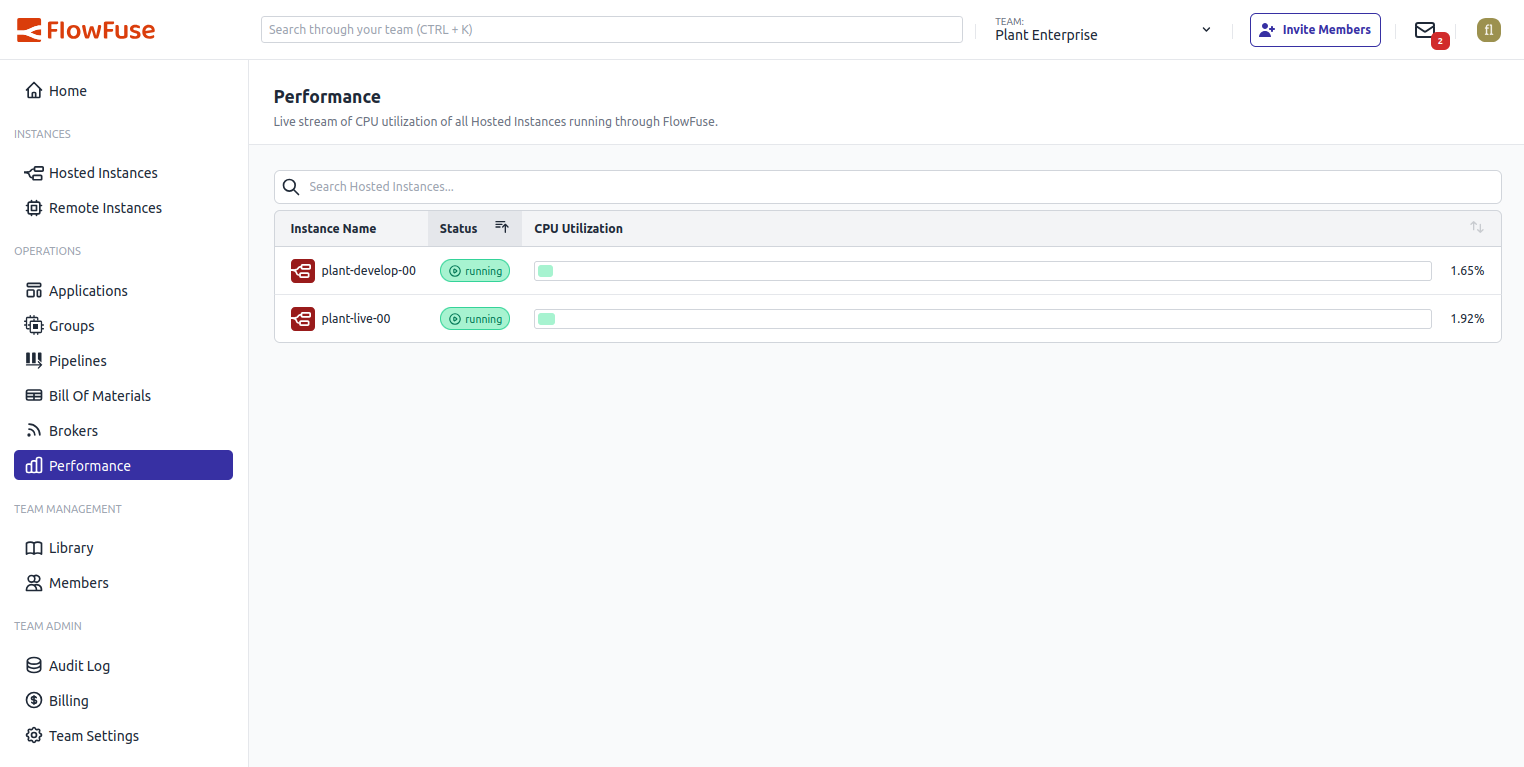 FlowFuse
Search through your team (CTRL + K)
TEAM:
Plant Enterprise
Invite Members
2
fl
Home
INSTANCES
Hosted Instances
Remote Instances
OPERATIONS
Applications
Groups
Pipelines
Bill Of Materials
Brokers
Performance
TEAM MANAGEMENT
Library
Members
TEAM ADMIN
Audit Log
Billing
Team Settings
Performance
Live stream of CPU utilization of all Hosted Instances running through FlowFuse.
Search Hosted Instances...
Instance Name Status CPU Utilization
plant-develop-00 running 1.65%
plant-live-00 running 1.92%